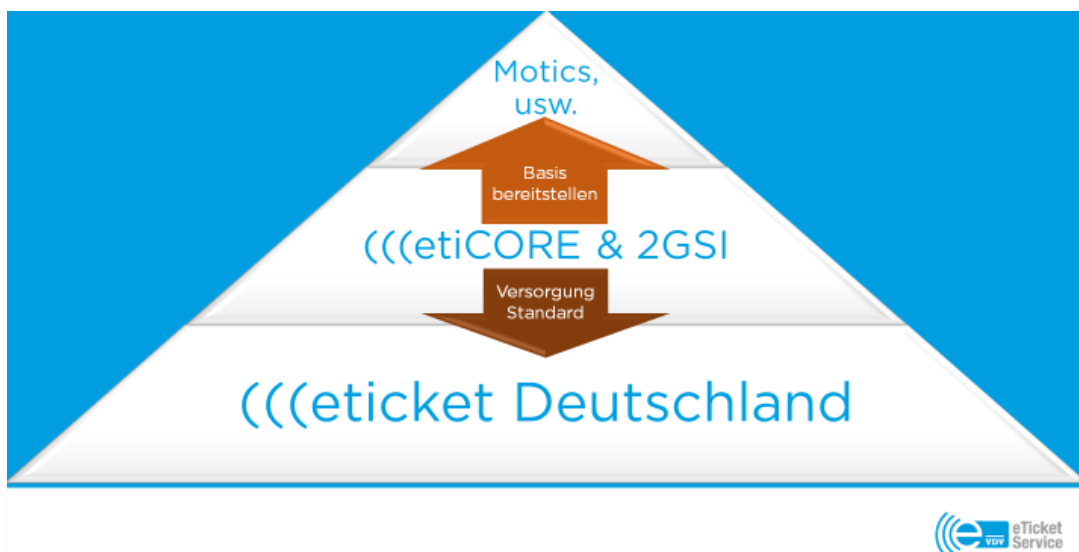 Motics,
usw.
Basis
bereitstellen
(((etiCORE & 2GSI
Versorgung
Standard
(((eticket Deutschland
e VDV eTicket
Service